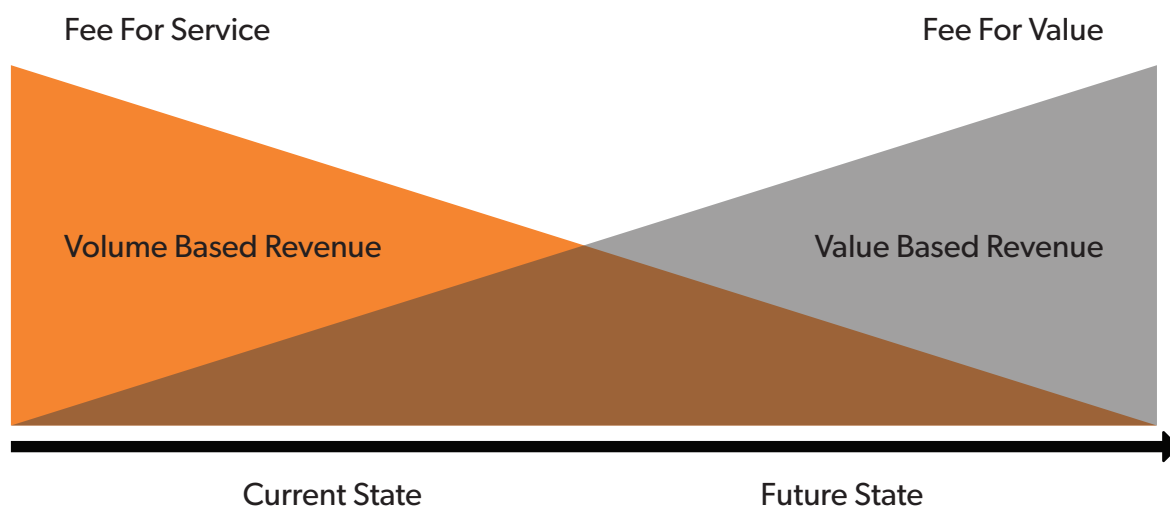 Fee For Service
Fee For Value
Volume Based Revenue
Value Based Revenue
Current State
Future State